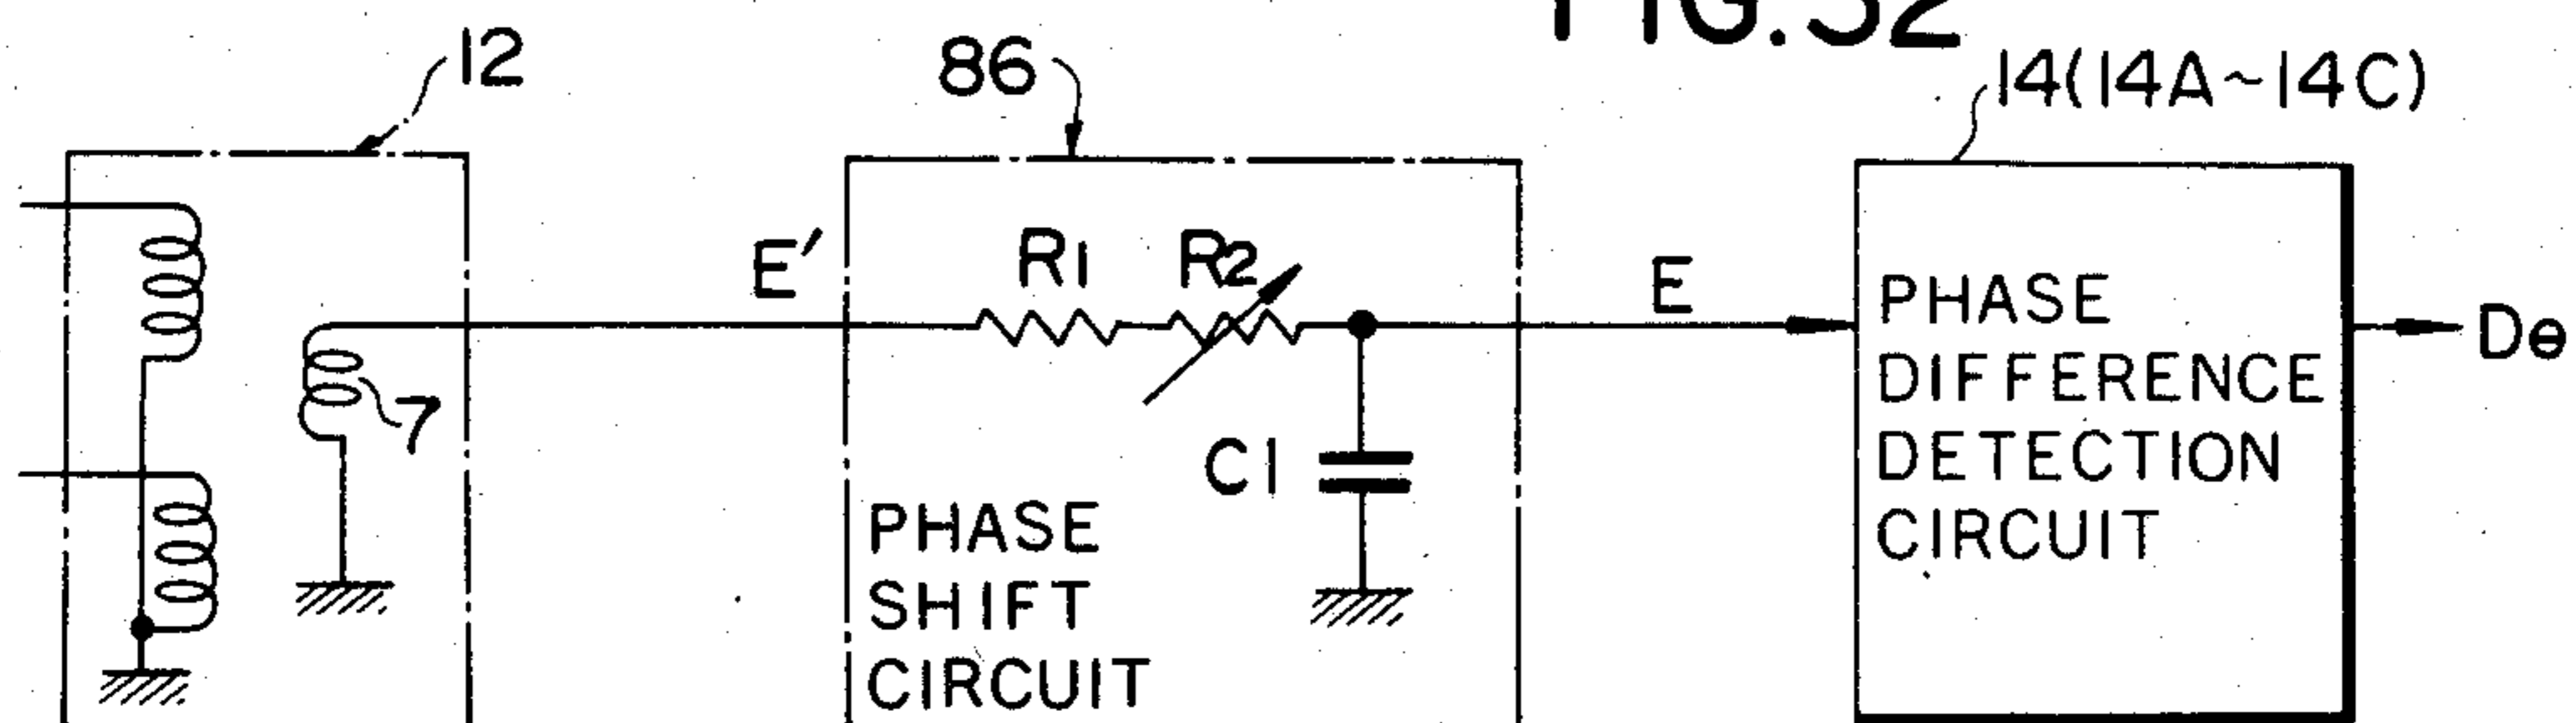 FIG.32
12
86
14(14A~14C)
E'
R1
R2
E
7
C1
PHASE
SHIFT
CIRCUIT
PHASE
DIFFERENCE
DETECTION
CIRCUIT
Dθ